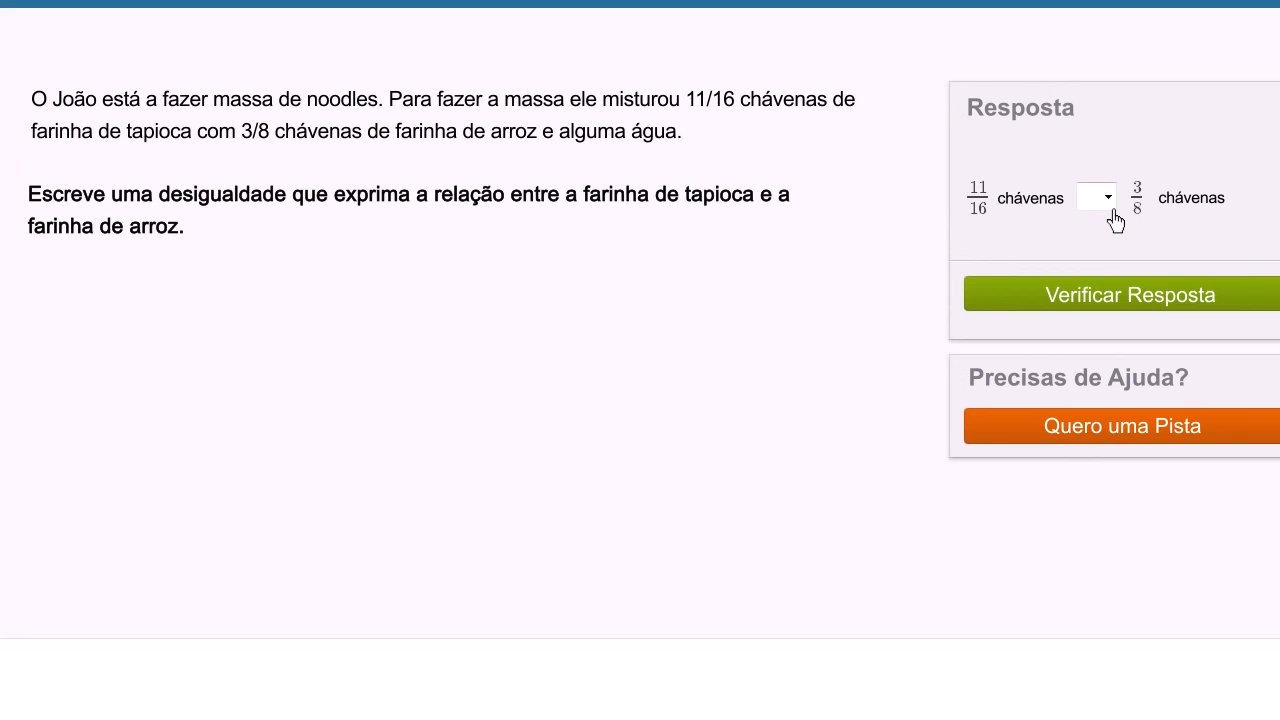 O João está a fazer massa de noodles. Para fazer a massa ele misturou 11/16 chávenas de
farinha de tapioca com 3/8 chávenas de farinha de arroz e alguma água.
Escreve uma desigualdade que exprima a relação entre a farinha de tapioca e a
farinha de arroz.
Resposta
11/16 chávenas 3/8 chávenas
Verificar Resposta
Precisas de Ajuda?
Quero uma Pista